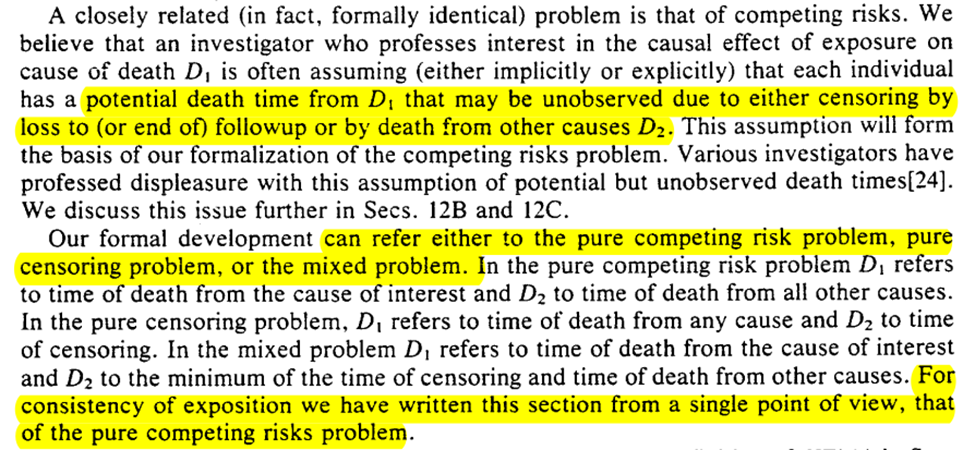 A closely related (in fact, formally identical) problem is that of competing risks. We
believe that an investigator who professes interest in the causal effect of exposure on
cause of death D₁ is often assuming (either implicitly or explicitly) that each individual
has a potential death time from D₁ that may be unobserved due to either censoring by
loss to (or end of) followup or by death from other causes D₂. This assumption will form
the basis of our formalization of the competing risks problem. Various investigators have
professed displeasure with this assumption of potential but unobserved death times[24].
We discuss this issue further in Secs. 12B and 12C.
Our formal development can refer either to the pure competing risk problem, pure
censoring problem, or the mixed problem. In the pure competing risk problem D₁ refers
to time of death from the cause of interest and D₂ to time of death from all other causes.
In the pure censoring problem, D₁ refers to time of death from any cause and D₂ to time
of censoring. In the mixed problem D₁ refers to time of death from the cause of interest
and D₂ to the minimum of the time of censoring and time of death from other causes. For
consistency of exposition we have written this section from a single point of view, that
of the pure competing risks problem.